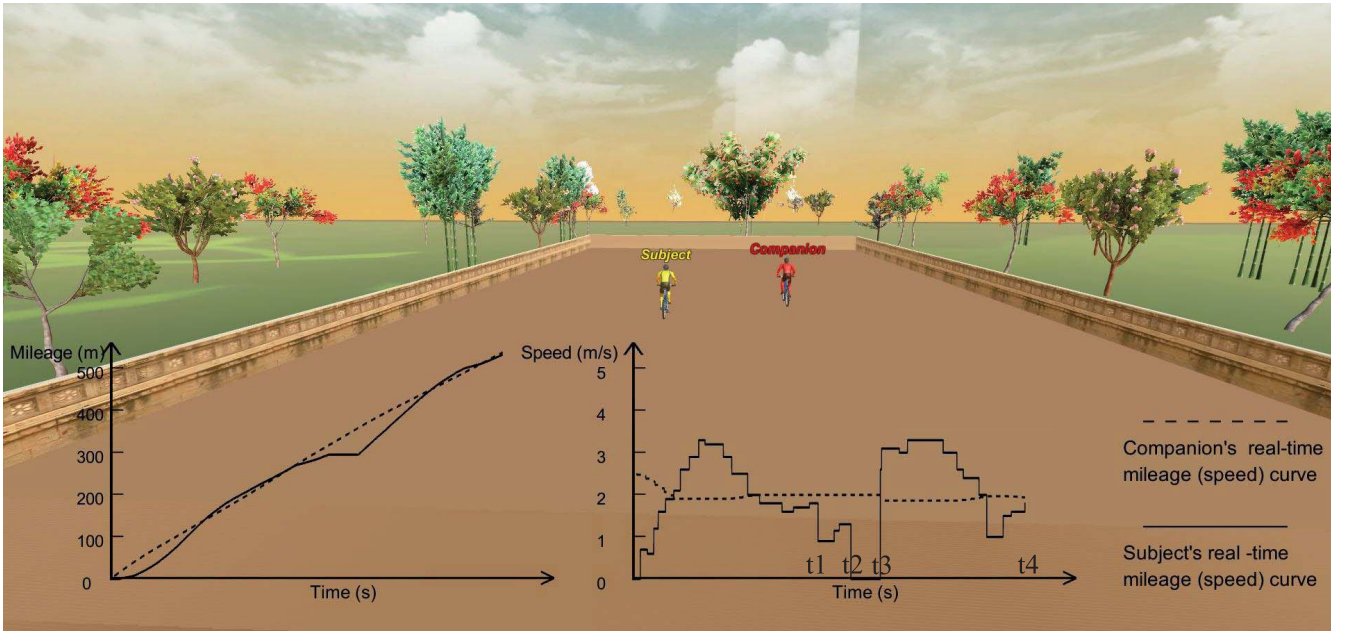 Subject
Companion
Mileage (m)
500
400
300
200
100
0
Time (s)
Speed (m/s)
5
4
3
2
1
0
t1 t2 t3 t4
Time (s)
Companion's real-time
mileage (speed) curve
Subject's real -time
mileage (speed) curve